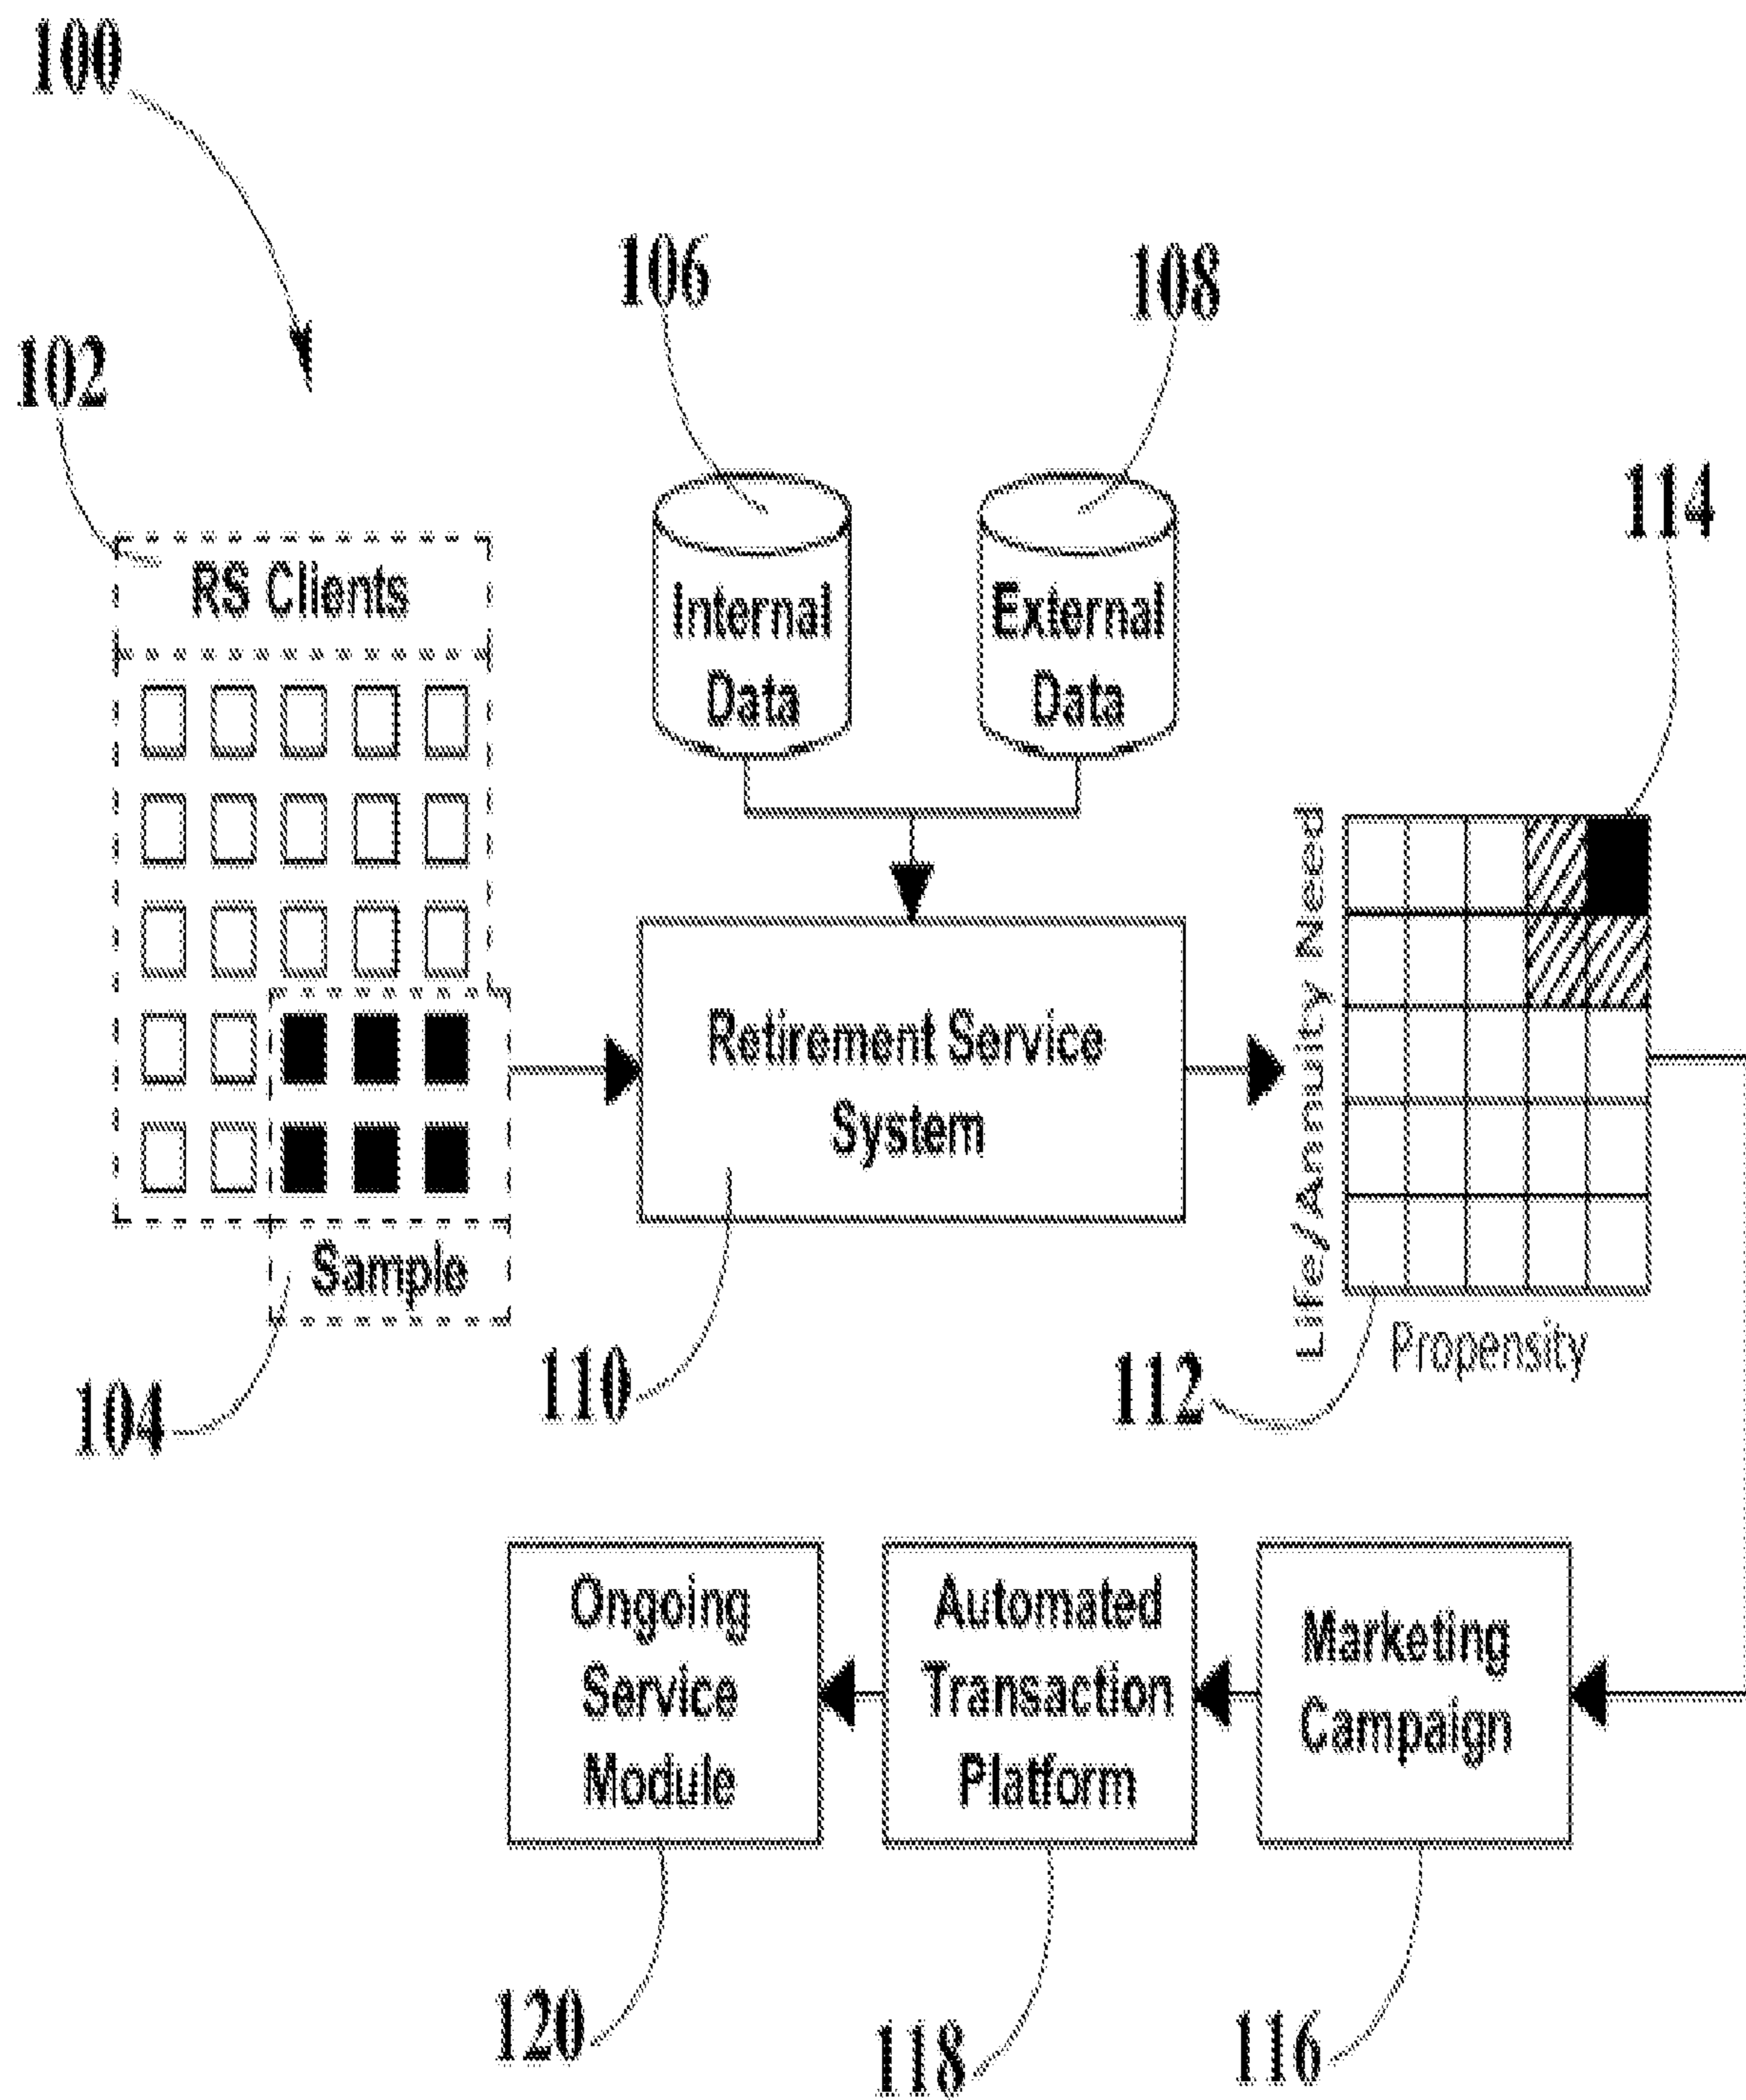 100
102
106
108
114
RS Clients
Internal
Data
External
Data
Life/Annuity Need
Retirement Service
System
Sample
Propensity
104
110
112
Ongoing
Service
Module
Automated
Transaction
Platform
Marketing
Campaign
120
118
116